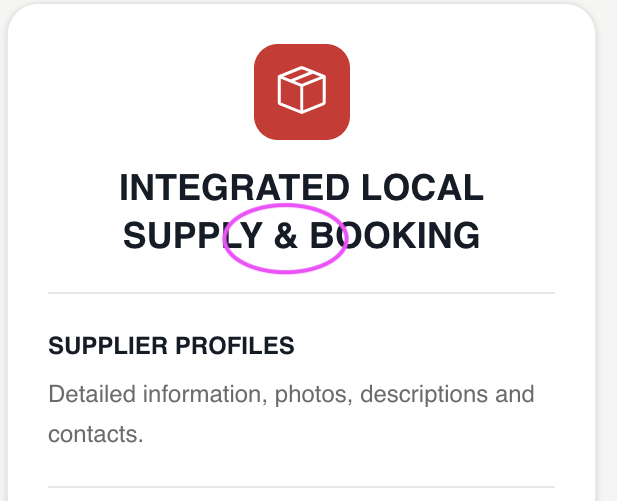 INTEGRATED LOCAL
SUPPLY & BOOKING
SUPPLIER PROFILES
Detailed information, photos, descriptions and
contacts.